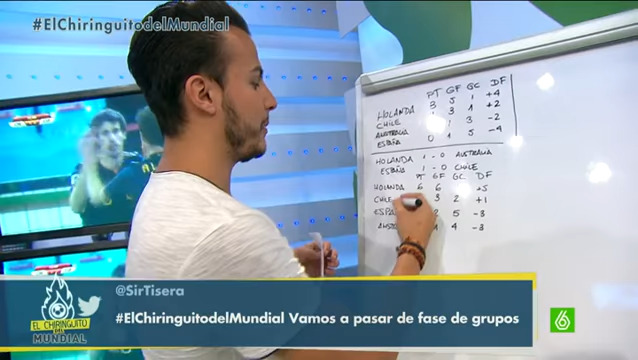 #ElChiringuitodelMundial
PT GF GC DF
HOLANDA 3 5 1 +4
CHILE 3 3 1 +2
AUSTRALIA 1 3 -2
ESPAÑA 0 1 5 -4
HOLANDA 1-0 AUSTRALIA
ESPAÑA 1-0 CHILE
PT GF GC DF
HOLANDA 6 6 +5
CHILE 3 2 +1
2 5 -3
4 -3
@SirTisera
#ElChiringuitodelMundial Vamos a pasar de fase de grupos
EL CHIRINGUITO
DEL
MUNDIAL
6